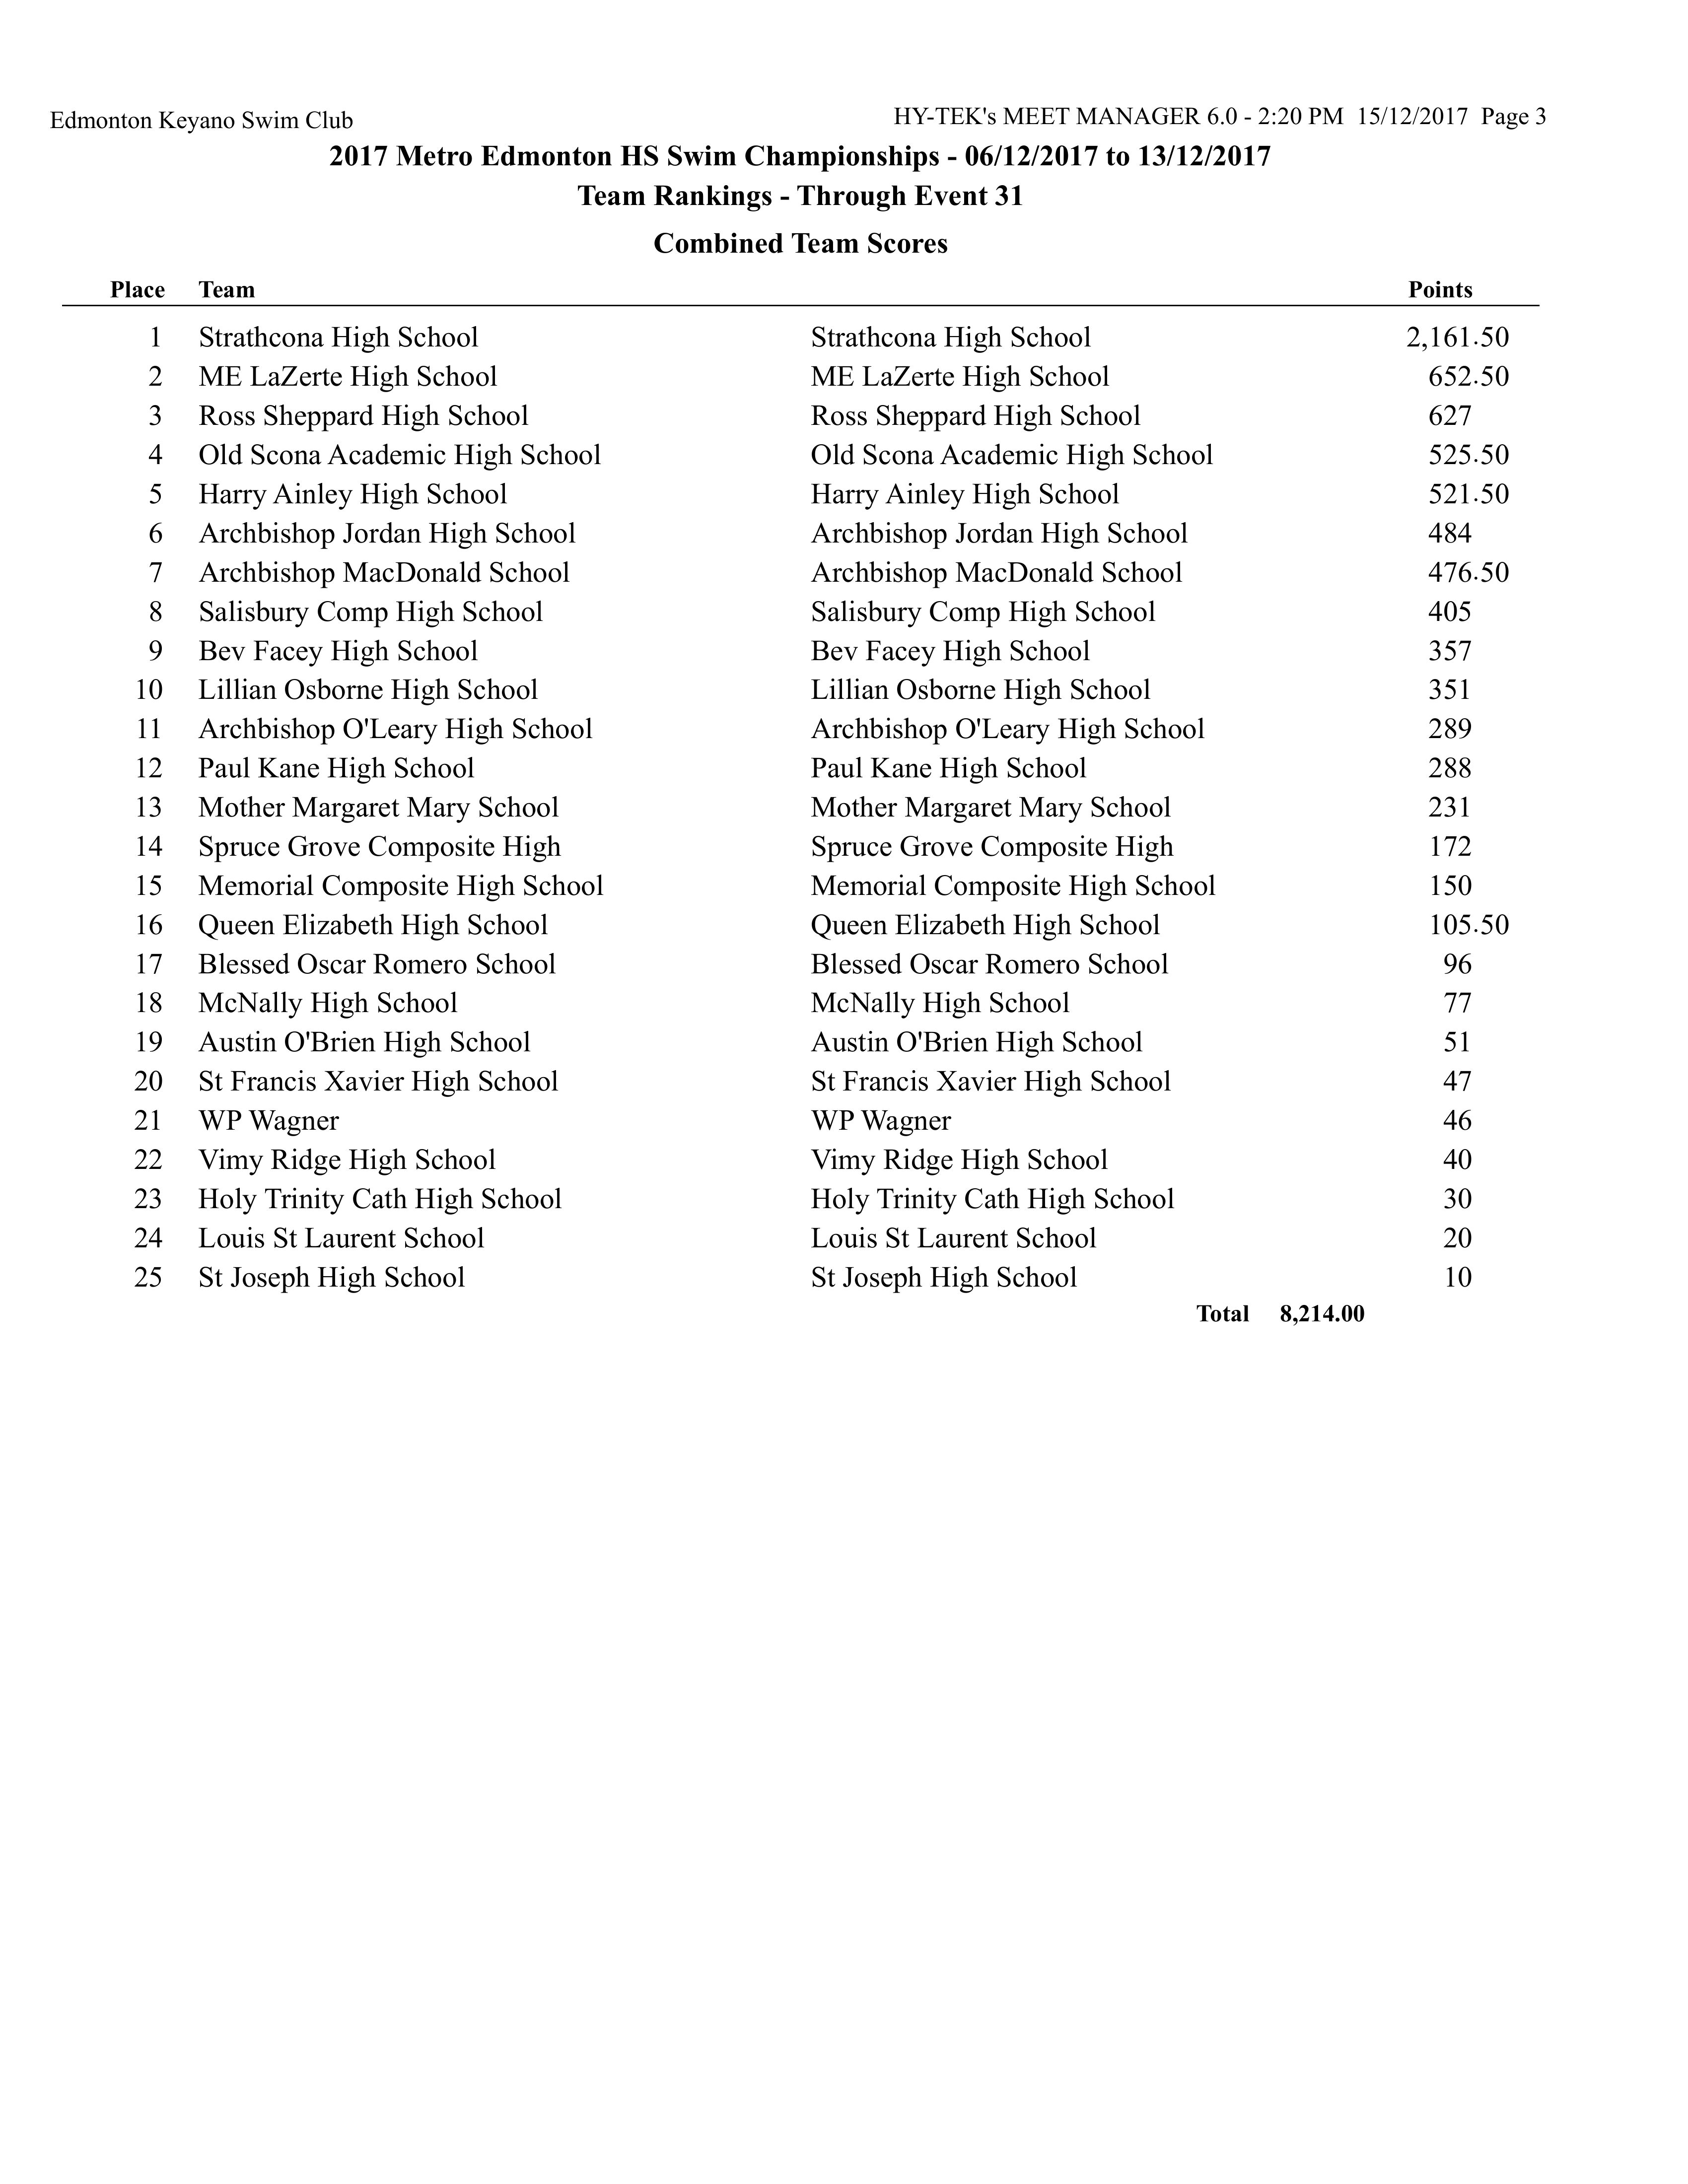 Edmonton Keyano Swim Club HY-TEK's MEET MANAGER 6.0 - 2:20 PM 15/12/2017 Page 3
2017 Metro Edmonton HS Swim Championships - 06/12/2017 to 13/12/2017
Team Rankings - Through Event 31
Combined Team Scores
Place Team Points
1 Strathcona High School Strathcona High School 2,161.50
2 ME LaZerte High School ME LaZerte High School 652.50
3 Ross Sheppard High School Ross Sheppard High School 627
4 Old Scona Academic High School Old Scona Academic High School 525.50
5 Harry Ainley High School Harry Ainley High School 521.50
6 Archbishop Jordan High School Archbishop Jordan High School 484
7 Archbishop MacDonald School Archbishop MacDonald School 476.50
8 Salisbury Comp High School Salisbury Comp High School 405
9 Bev Facey High School Bev Facey High School 357
10 Lillian Osborne High School Lillian Osborne High School 351
11 Archbishop O'Leary High School Archbishop O'Leary High School 289
12 Paul Kane High School Paul Kane High School 288
13 Mother Margaret Mary School Mother Margaret Mary School 231
14 Spruce Grove Composite High Spruce Grove Composite High 172
15 Memorial Composite High School Memorial Composite High School 150
16 Queen Elizabeth High School Queen Elizabeth High School 105.50
17 Blessed Oscar Romero School Blessed Oscar Romero School 96
18 McNally High School McNally High School 77
19 Austin O'Brien High School Austin O'Brien High School 51
20 St Francis Xavier High School St Francis Xavier High School 47
21 WP Wagner WP Wagner 46
22 Vimy Ridge High School Vimy Ridge High School 40
23 Holy Trinity Cath High School Holy Trinity Cath High School 30
24 Louis St Laurent School Louis St Laurent School 20
25 St Joseph High School St Joseph High School 10
Total 8,214.00